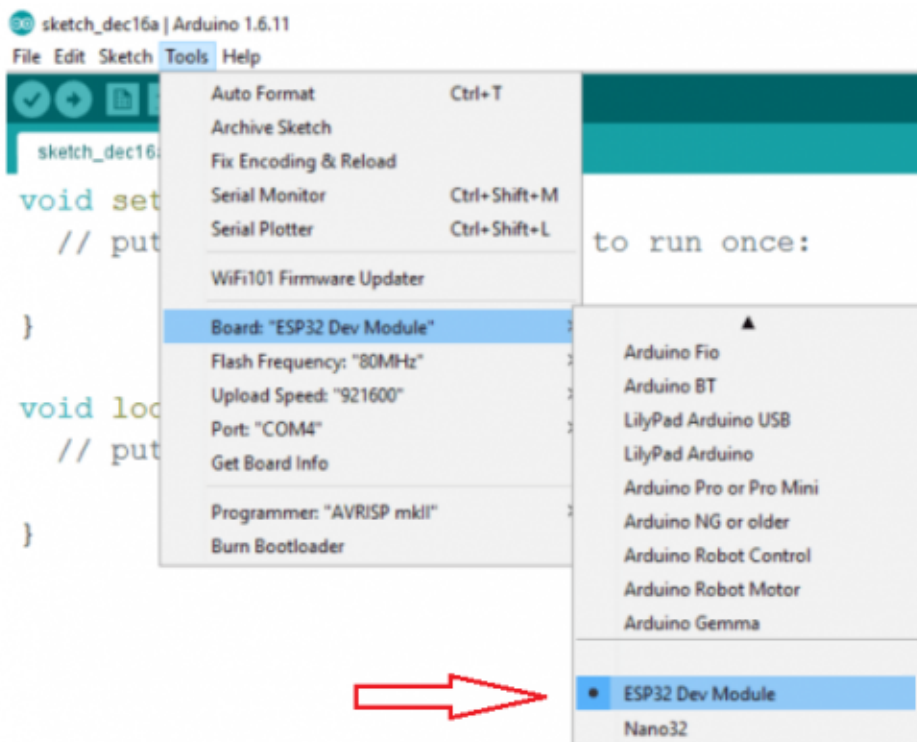 sketch_dec16a | Arduino 1.6.11
File Edit Sketch Tools Help
sketch_dec16
Auto Format Ctrl+T
Archive Sketch
Fix Encoding & Reload
Serial Monitor Ctrl+Shift+M
Serial Plotter Ctrl+Shift+L
WiFi101 Firmware Updater
Board: "ESP32 Dev Module"
Flash Frequency: "80MHz"
Upload Speed: "921600"
Port: "COM4"
Get Board Info
Programmer: "AVRISP mkII"
Burn Bootloader
void set
// put to run once:
}
void loo
// put
}
Arduino Fio
Arduino BT
LilyPad Arduino USB
LilyPad Arduino
Arduino Pro or Pro Mini
Arduino NG or older
Arduino Robot Control
Arduino Robot Motor
Arduino Gemma
ESP32 Dev Module
Nano32